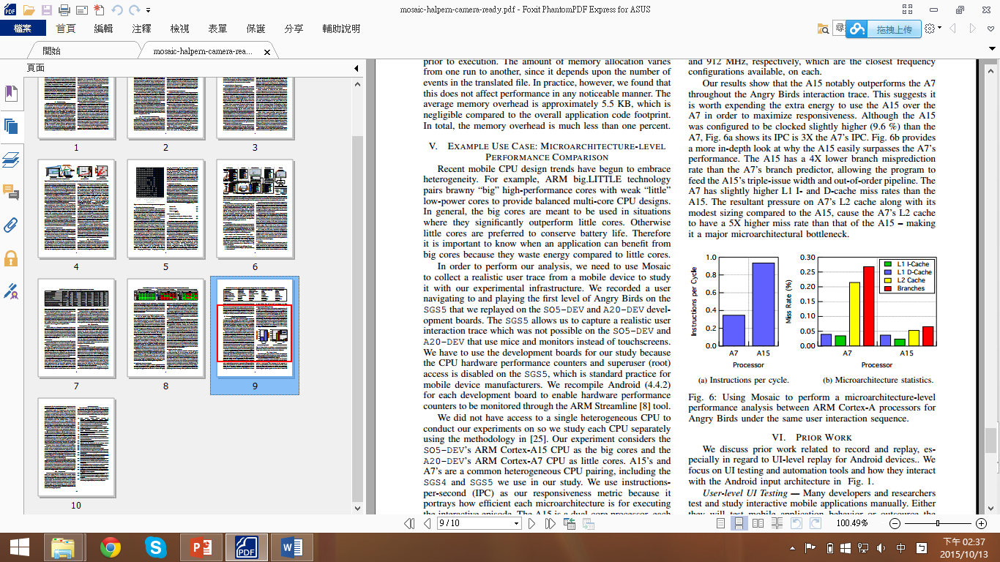 mosaic-halpern-camera-ready.pdf - Foxit PhantomPDF Express for ASUS
檔案 首頁 編輯 注釋 檢視 表單 保護 分享 輔助說明
拖拽上传
開始 mosaic-halpern-camera-rea...
頁面
1 2 3
4 5 6
7 8 9
10
prior to execution. The amount of memory allocation varies
from one run to another, since it depends upon the number of
events in the translated file. In practice, however, we found that
this does not affect performance in any noticeable manner. The
average memory overhead is approximately 5.5 KB, which is
negligible compared to the overall application code footprint.
In total, the memory overhead is much less than one percent.
V. EXAMPLE USE CASE: MICROARCHITECTURE-LEVEL
PERFORMANCE COMPARISON
Recent mobile CPU design trends have begun to embrace
heterogeneity. For example, ARM big.LITTLE technology
pairs brawny “big” high-performance cores with weak “little”
low-power cores to provide balanced multi-core CPU designs.
In general, the big cores are meant to be used in situations
where they significantly outperform little cores. Otherwise
little cores are preferred to conserve battery life. Therefore
it is important to know when an application can benefit from
big cores because they waste energy compared to little cores.
In order to perform our analysis, we need to use Mosaic
to collect a realistic user trace from a mobile device to study
it with our experimental infrastructure. We recorded a user
navigating to and playing the first level of Angry Birds on the
SGS5 that we replayed on the SO5-DEV and A20-DEV devel-
opment boards. The SGS5 allows us to capture a realistic user
interaction trace which was not possible on the SO5-DEV and
A20-DEV that use mice and monitors instead of touchscreens.
We have to use the development boards for our study because
the CPU hardware performance counters and superuser (root)
access is disabled on the SGS5, which is standard practice for
mobile device manufacturers. We recompile Android (4.4.2)
for each development board to enable hardware performance
counters to be monitored through the ARM Streamline [8] tool.
We did not have access to a single heterogeneous CPU to
conduct our experiments on so we study each CPU separately
using the methodology in [25]. Our experiment considers the
SO5-DEV's ARM Cortex-A15 CPU as the big cores and the
A20-DEV's ARM Cortex-A7 CPU as little cores. A15's and
A7's are a common heterogeneous CPU pairing, including the
SGS4 and SGS5 we use in our study. We use instructions-
per-second (IPC) as our responsiveness metric because it
portrays how efficient each microarchitecture is for executing
the interactive episode. The A15 is a dual core processor, each
and 912 MHz, respectively, which are the closest frequency
configurations available, on each.
Our results show that the A15 notably outperforms the A7
throughout the Angry Birds interaction trace. This suggests it
is worth expending the extra energy to use the A15 over the
A7 in order to maximize responsiveness. Although the A15
was configured to be clocked slightly higher (9.6 %) than the
A7, Fig. 6a shows its IPC is 3X the A7's IPC. Fig. 6b provides
a more in-depth look at why the A15 easily surpasses the A7's
performance. The A15 has a 4X lower branch misprediction
rate than the A7's branch predictor, allowing the program to
feed the A15's triple-issue width and out-of-order pipeline. The
A7 has slightly higher L1 I- and D-cache miss rates than the
A15. The resultant pressure on A7's L2 cache along with its
modest sizing compared to the A15, cause the A7's L2 cache
to have a 5X higher miss rate than that of the A15 – making
it a major microarchitectural bottleneck.
Instructions per Cycle
1.0
0.8
0.6
0.4
0.2
0.0
A7 A15
Processor
(a) Instructions per cycle.
Miss Rate (%)
0.30
0.25
0.20
0.15
0.10
0.05
0.00
L1 I-Cache
L1 D-Cache
L2 Cache
Branches
A7 A15
Processor
(b) Microarchitecture statistics.
Fig. 6: Using Mosaic to perform a microarchitecture-level
performance analysis between ARM Cortex-A processors for
Angry Birds under the same user interaction sequence.
VI. PRIOR WORK
We discuss prior work related to record and replay, es-
pecially in regard to UI-level replay for Android devices.. We
focus on UI testing and automation tools and how they interact
with the Android input architecture in Fig. 1.
User-level UI Testing — Many developers and researchers
test and study interactive mobile applications manually. Either
they will test mobile application behavior or outsource the
9 / 10
100.49%
中
下午 02:37
2015/10/13